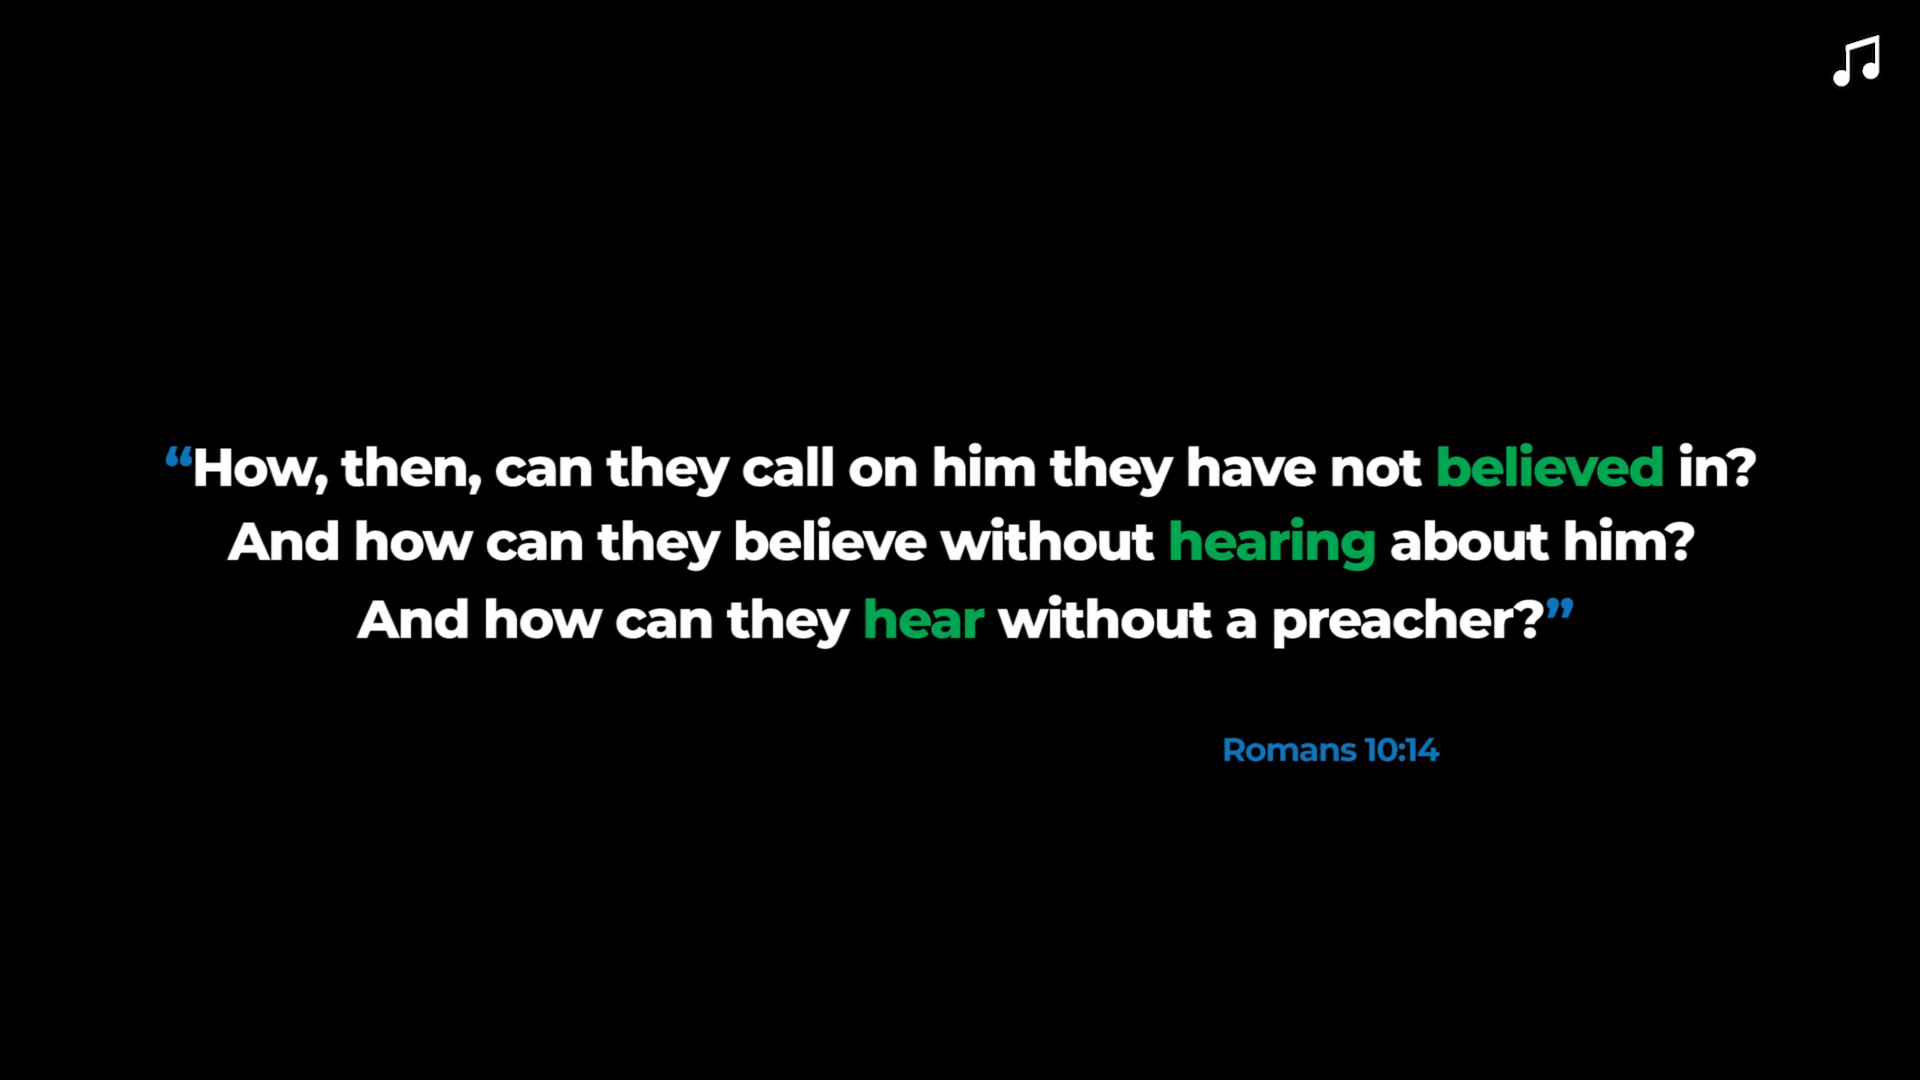 “How, then, can they call on him they have not believed in?
And how can they believe without hearing about him?
And how can they hear without a preacher?”
Romans 10:14